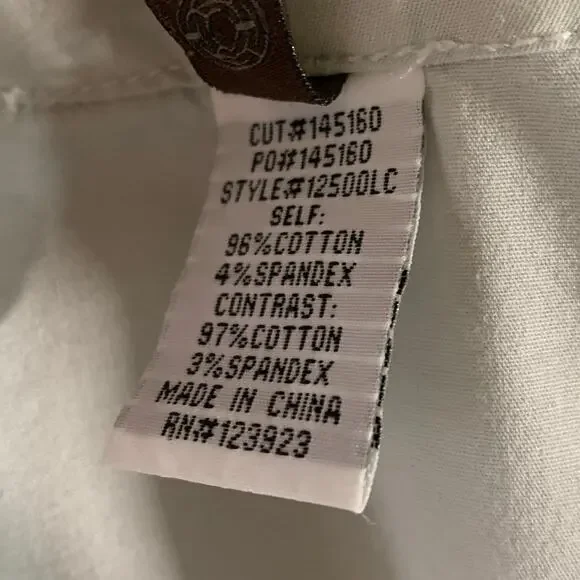 CUT#145160
PO#145160
STYLE#12500LC
SELF:
96%COTTON
4%SPANDEX
CONTRAST:
97%COTTON
3%SPANDEX
MADE IN CHINA
RN#123923